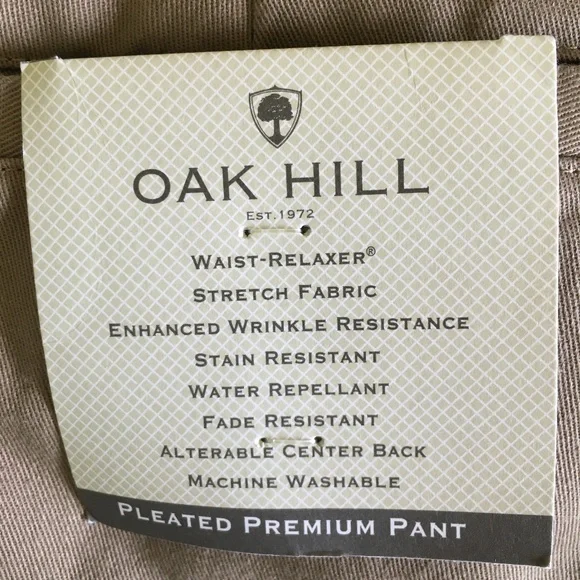 OAK HILL
EST. 1972
WAIST-RELAXER®
STRETCH FABRIC
ENHANCED WRINKLE RESISTANCE
STAIN RESISTANT
WATER REPELLANT
FADE RESISTANT
ALTERABLE CENTER BACK
MACHINE WASHABLE
PLEATED PREMIUM PANT